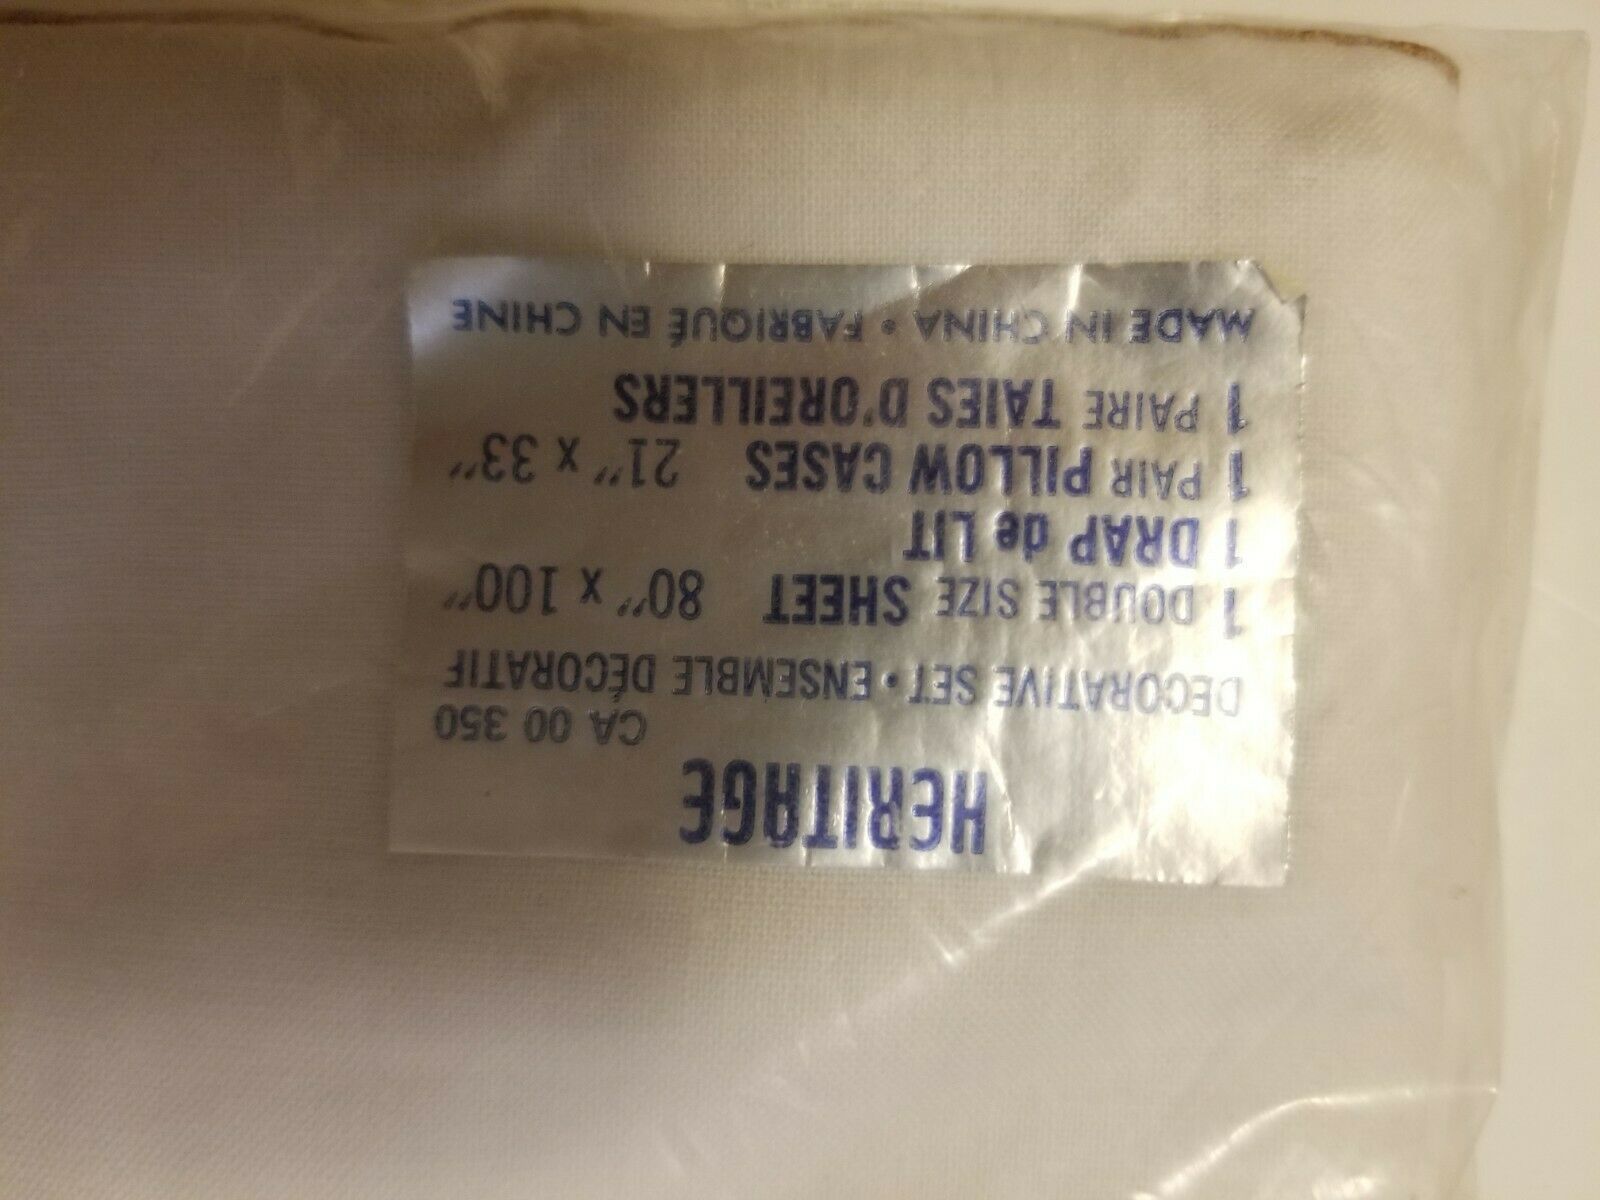 HERITAGE
CA 00 350
DECORATIVE SET • ENSEMBLE DÉCORATIF
1 DOUBLE SIZE SHEET 80" x 100"
1 DRAP de LIT
1 PAIR PILLOW CASES 21" x 33"
1 PAIRE TAIES D'OREILLERS
MADE IN CHINA • FABRIQUÉ EN CHINE